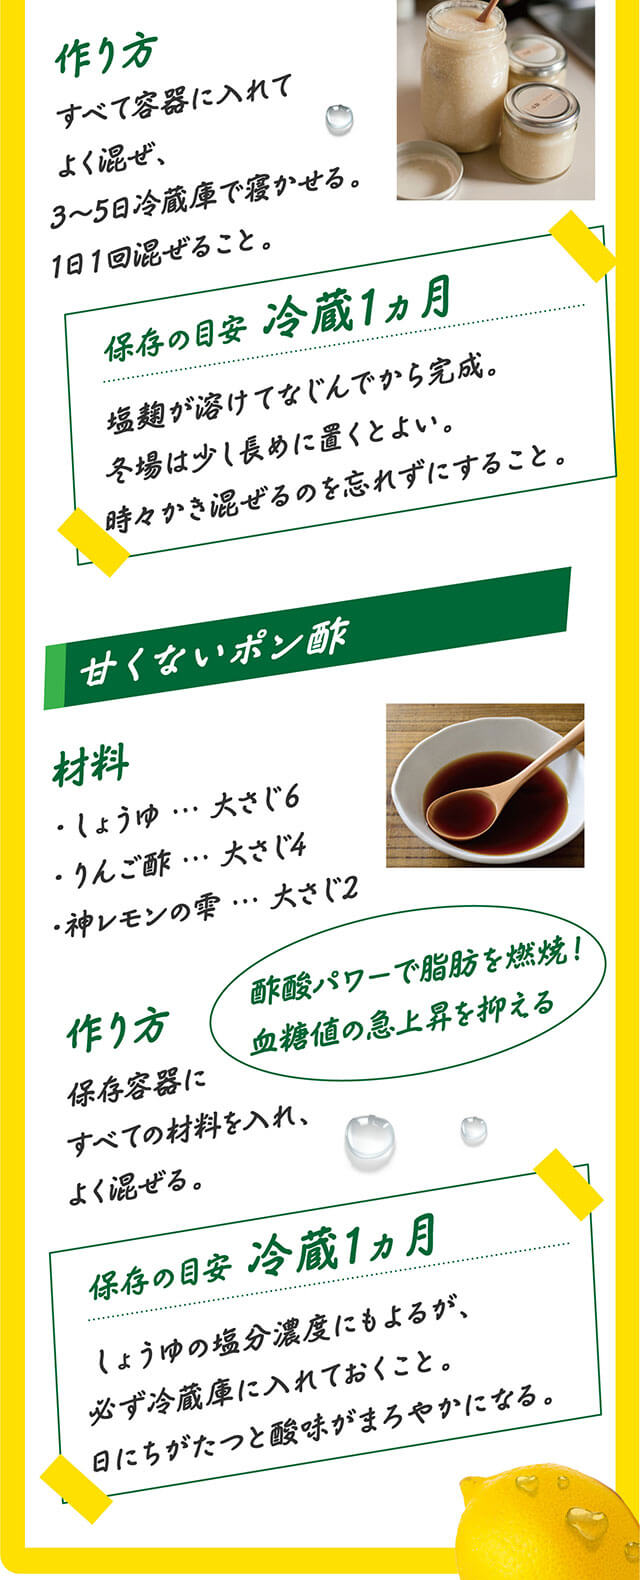 作り方
すべて容器に入れて
よく混ぜ、
3〜5日冷蔵庫で寝かせる。
1日1回混ぜること。
保存の目安 冷蔵1ヵ月
塩麹が溶けてなじんでから完成。
冬場は少し長めに置くとよい。
時々かき混ぜるのを忘れずにすること。
甘くないポン酢
材料
・しょうゆ … 大さじ6
・りんご酢 … 大さじ4
・神レモンの雫 … 大さじ2
酢酸パワーで脂肪を燃焼!
血糖値の急上昇を抑える
作り方
保存容器に
すべての材料を入れ、
よく混ぜる。
保存の目安 冷蔵1ヵ月
しょうゆの塩分濃度にもよるが、
必ず冷蔵庫に入れておくこと。
日にちがたつと酸味がまろやかになる。